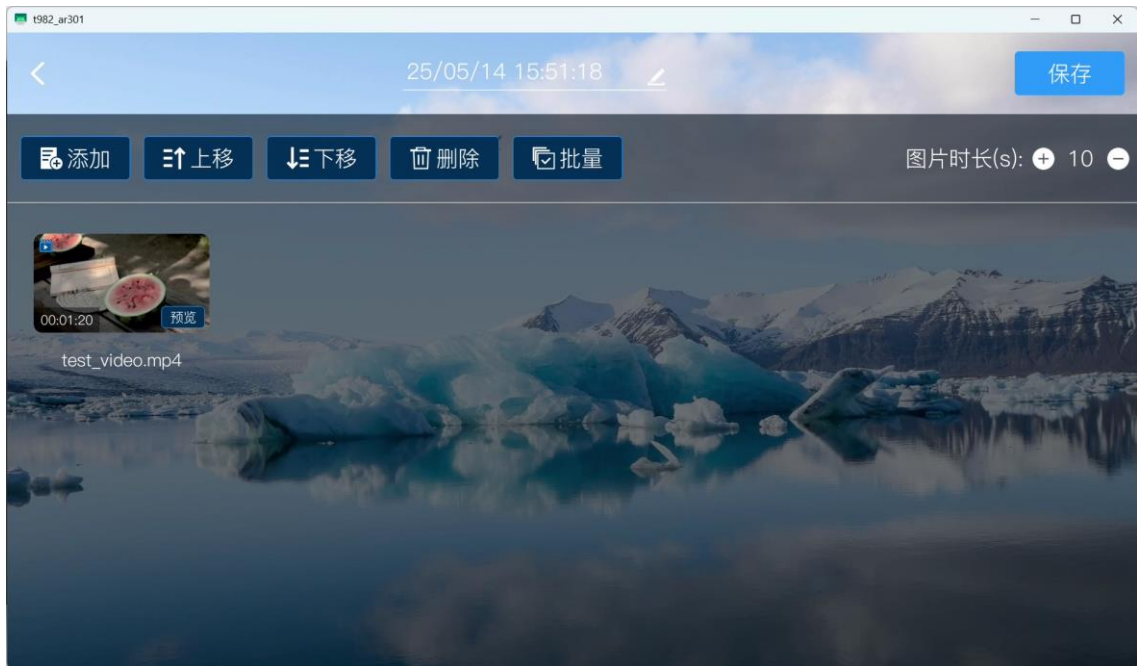 t982_ar301
25/05/14 15:51:18
保存
添加 上移 下移 删除 批量 图片时长(s): 10
00:01:20 预览
test_video.mp4